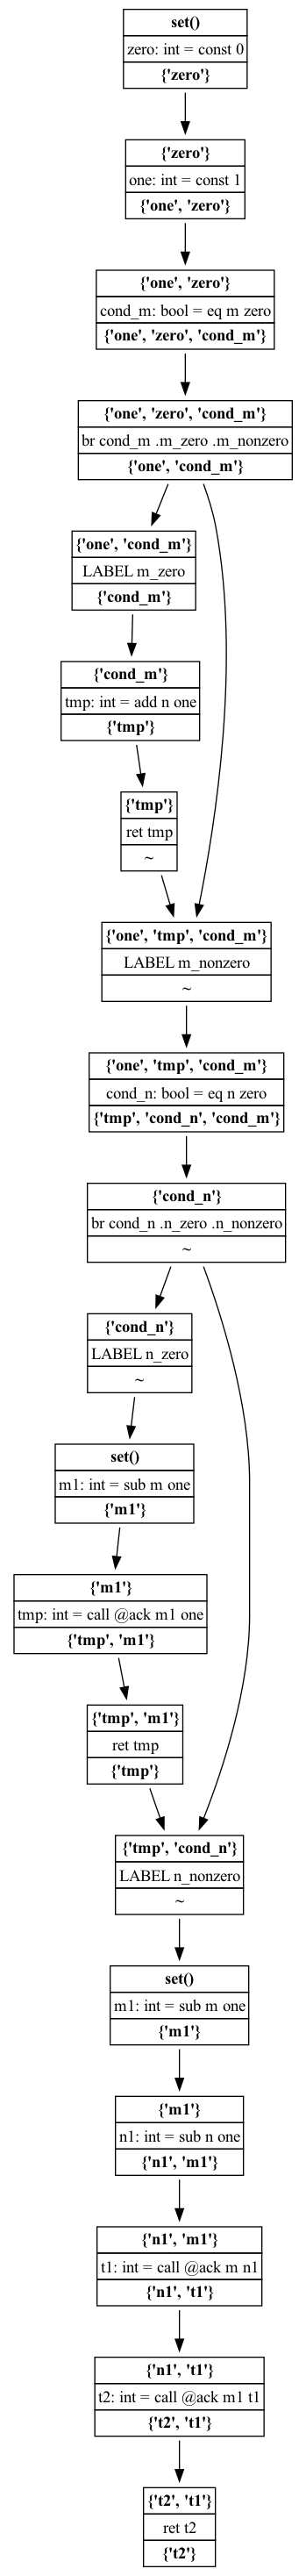 set()
zero: int = const 0
{'zero'}
{'zero'}
one: int = const 1
{'one', 'zero'}
{'one', 'zero'}
cond_m: bool = eq m zero
{'one', 'zero', 'cond_m'}
{'one', 'zero', 'cond_m'}
br cond_m .m_zero .m_nonzero
{'one', 'cond_m'}
{'one', 'cond_m'}
LABEL m_zero
{'cond_m'}
{'cond_m'}
tmp: int = add n one
{'tmp'}
{'tmp'}
ret tmp
~
{'one', 'tmp', 'cond_m'}
LABEL m_nonzero
~
{'one', 'tmp', 'cond_m'}
cond_n: bool = eq n zero
{'tmp', 'cond_n', 'cond_m'}
{'cond_n'}
br cond_n .n_zero .n_nonzero
~
{'cond_n'}
LABEL n_zero
~
set()
m1: int = sub m one
{'m1'}
{'m1'}
tmp: int = call @ack m1 one
{'tmp', 'm1'}
{'tmp', 'm1'}
ret tmp
{'tmp'}
{'tmp', 'cond_n'}
LABEL n_nonzero
~
set()
m1: int = sub m one
{'m1'}
{'m1'}
n1: int = sub n one
{'n1', 'm1'}
{'n1', 'm1'}
t1: int = call @ack m n1
{'n1', 't1'}
{'n1', 't1'}
t2: int = call @ack m1 t1
{'t2', 't1'}
{'t2', 't1'}
ret t2
{'t2'}